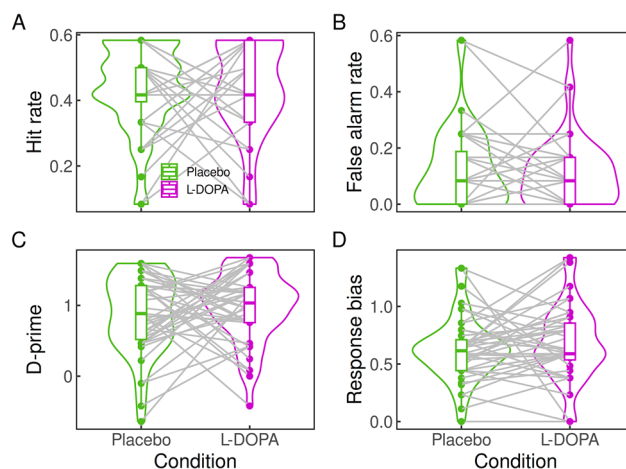 A
Hit rate
0.6
0.4
0.2
Placebo
L-DOPA
B
False alarm rate
0.6
0.4
0.2
0.0
C
D-prime
1
0
Placebo
L-DOPA
Condition
D
Response bias
1.0
0.5
0.0
Placebo
L-DOPA
Condition